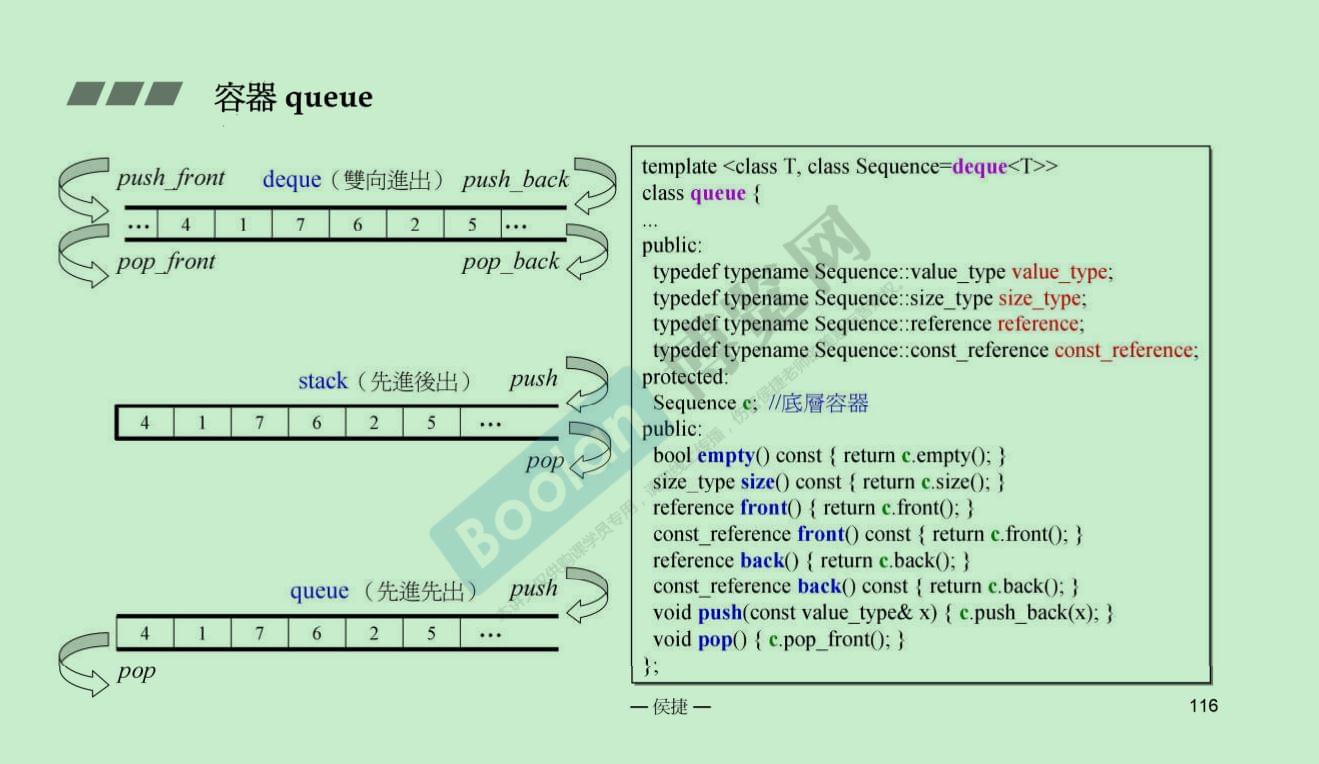 容器 queue
push_front deque（雙向進出） push_back
... 4 1 7 6 2 5 ...
pop_front pop_back
stack（先進後出） push
4 1 7 6 2 5 ...
pop
queue （先進先出） push
4 1 7 6 2 5 ...
pop
template <class T, class Sequence=deque<T>>
class queue {
...
public:
typedef typename Sequence::value_type value_type;
typedef typename Sequence::size_type size_type;
typedef typename Sequence::reference reference;
typedef typename Sequence::const_reference const_reference;
protected:
Sequence c; //底層容器
public:
bool empty() const { return c.empty(); }
size_type size() const { return c.size(); }
reference front() { return c.front(); }
const_reference front() const { return c.front(); }
reference back() { return c.back(); }
const_reference back() const { return c.back(); }
void push(const value_type& x) { c.push_back(x); }
void pop() { c.pop_front(); }
};
Boolan 博览网
— 侯捷 —
116